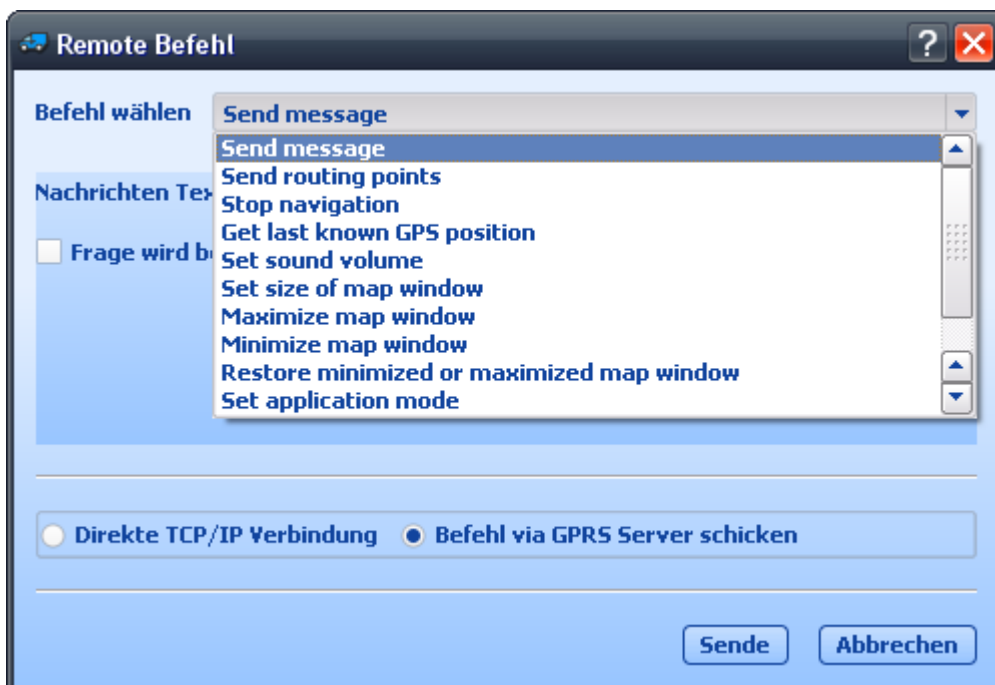 Remote Befehl
Befehl wählen Send message
Send message
Send routing points
Nachrichten
Stop navigation
Get last known GPS position
Frage wird
Set sound volume
Set size of map window
Maximize map window
Minimize map window
Restore minimized or maximized map window
Set application mode
Direkte TCP/IP Verbindung Befehl via GPRS Server schicken
Sende Abbrechen